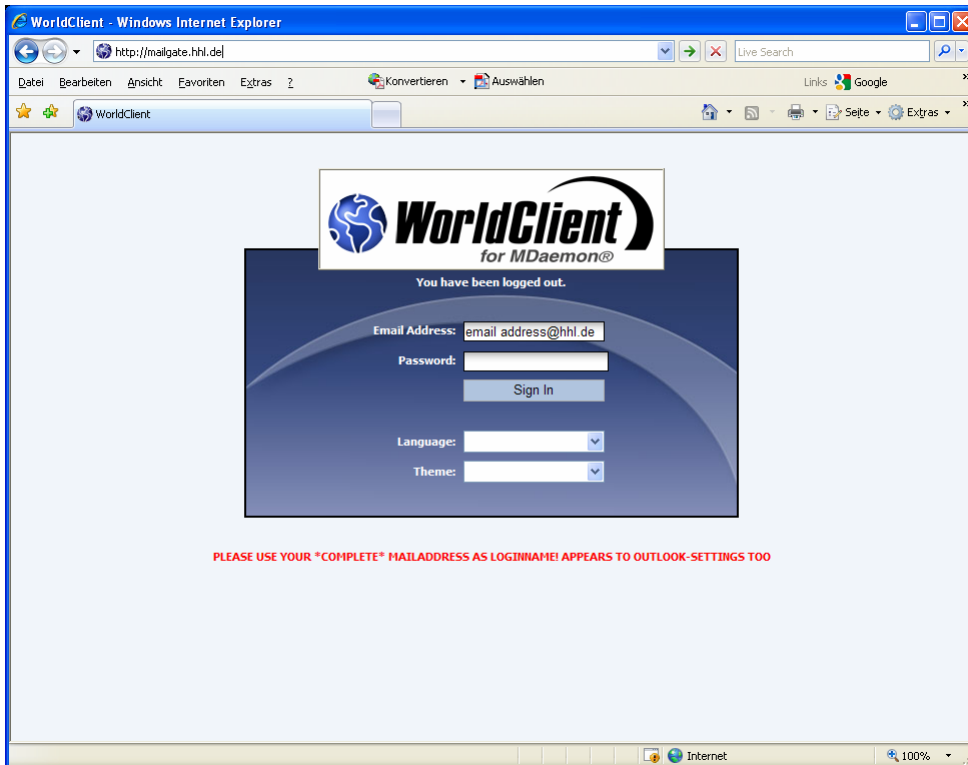 WorldClient - Windows Internet Explorer
http://mailgate.hhl.de
Live Search
Datei Bearbeiten Ansicht Favoriten Extras ? Konvertieren Auswählen Links Google »
WorldClient Seite Extras »
WorldClient
for MDaemon®
You have been logged out.
Email Address: email address@hhl.de
Password:
Sign In
Language:
Theme:
PLEASE USE YOUR *COMPLETE* MAILADDRESS AS LOGINNAME! APPEARS TO OUTLOOK-SETTINGS TOO
Internet 100%